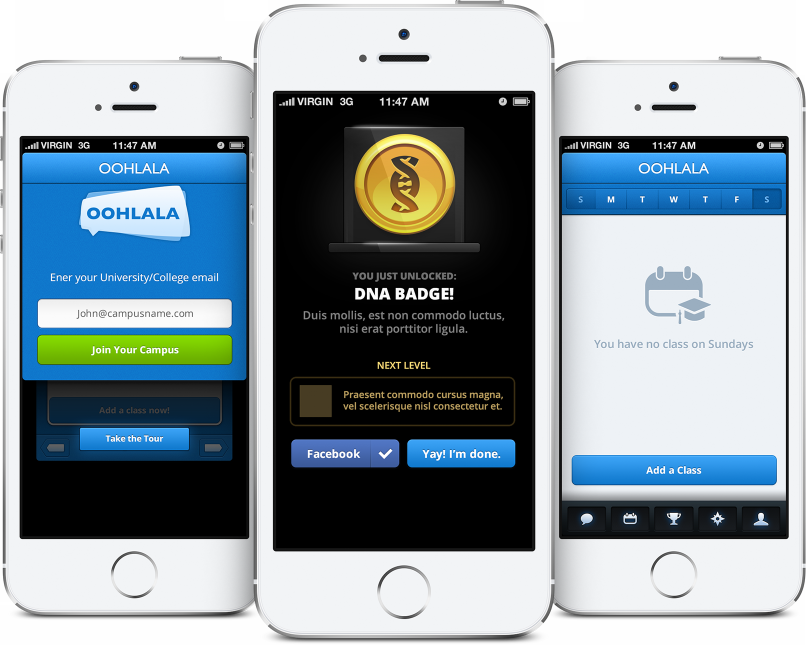 VIRGIN 3G 11:47 AM
OOHLALA
OOHLALA
Ener your University/College email
John@campusname.com
Join Your Campus
Add a class now!
Take the Tour
VIRGIN 3G 11:47 AM
YOU JUST UNLOCKED:
DNA BADGE!
Duis mollis, est non commodo luctus,
nisi erat porttitor ligula.
NEXT LEVEL
Praesent commodo cursus magna,
vel scelerisque nisl consectetur et.
Facebook
Yay! I'm done.
VIRGIN 3G 11:47 AM
OOHLALA
S M T W T F S
You have no class on Sundays
Add a Class